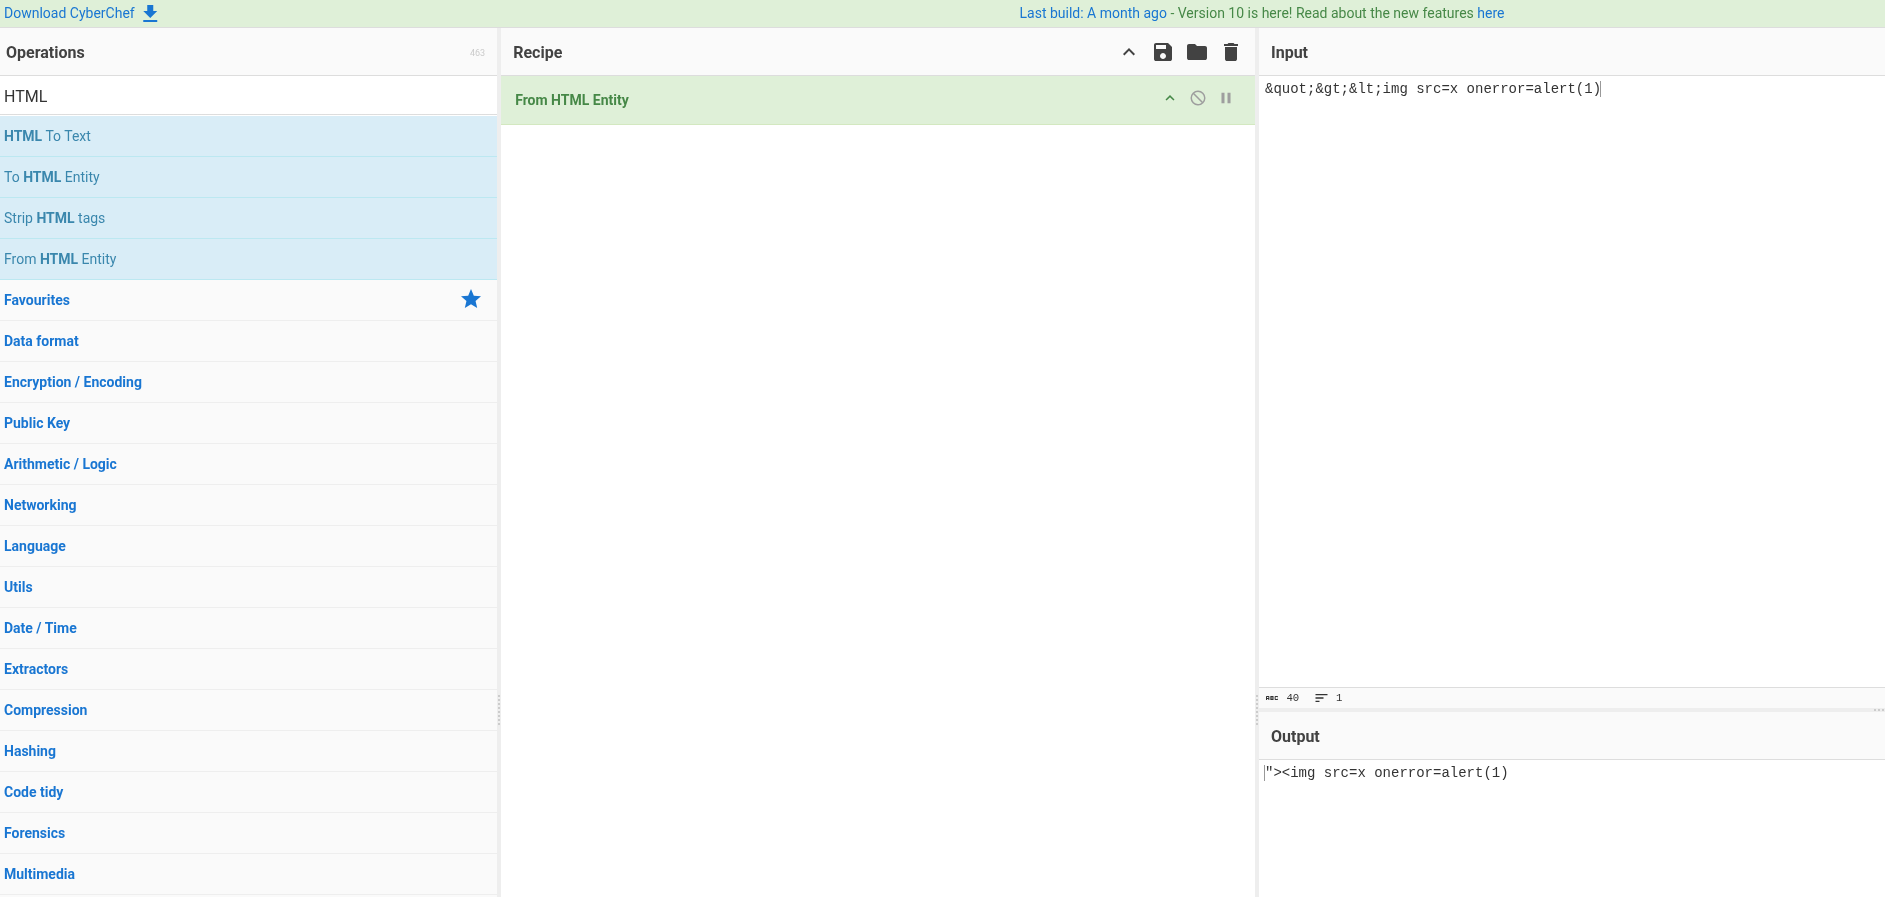 Download CyberChef
Last build: A month ago - Version 10 is here! Read about the new features here
Operations
463
HTML
HTML To Text
To HTML Entity
Strip HTML tags
From HTML Entity
Favourites
Data format
Encryption / Encoding
Public Key
Arithmetic / Logic
Networking
Language
Utils
Date / Time
Extractors
Compression
Hashing
Code tidy
Forensics
Multimedia
Recipe
From HTML Entity
Input
&quot;&gt;&lt;img src=x onerror=alert(1)
ABC 40 1
Output
"><img src=x onerror=alert(1)